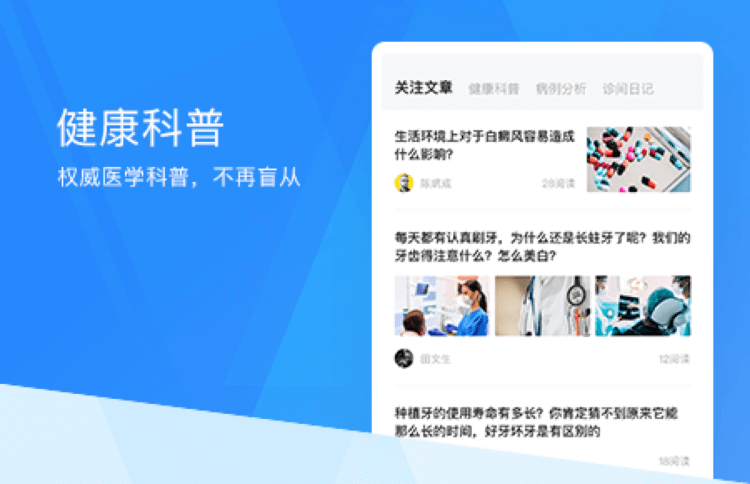 健康科普
权威医学科普，不再盲从
关注文章 健康科普 病例分析 诊间日记
生活环境上对于白癜风容易造成
什么影响？
陈斌成 28阅读
每天都有认真刷牙，为什么还是长蛀牙了呢？我们的
牙齿得注意什么？怎么美白？
田文生 12阅读
种植牙的使用寿命有多长？你肯定猜不到原来它能
那么长的时间，好牙坏牙是有区别的
18阅读